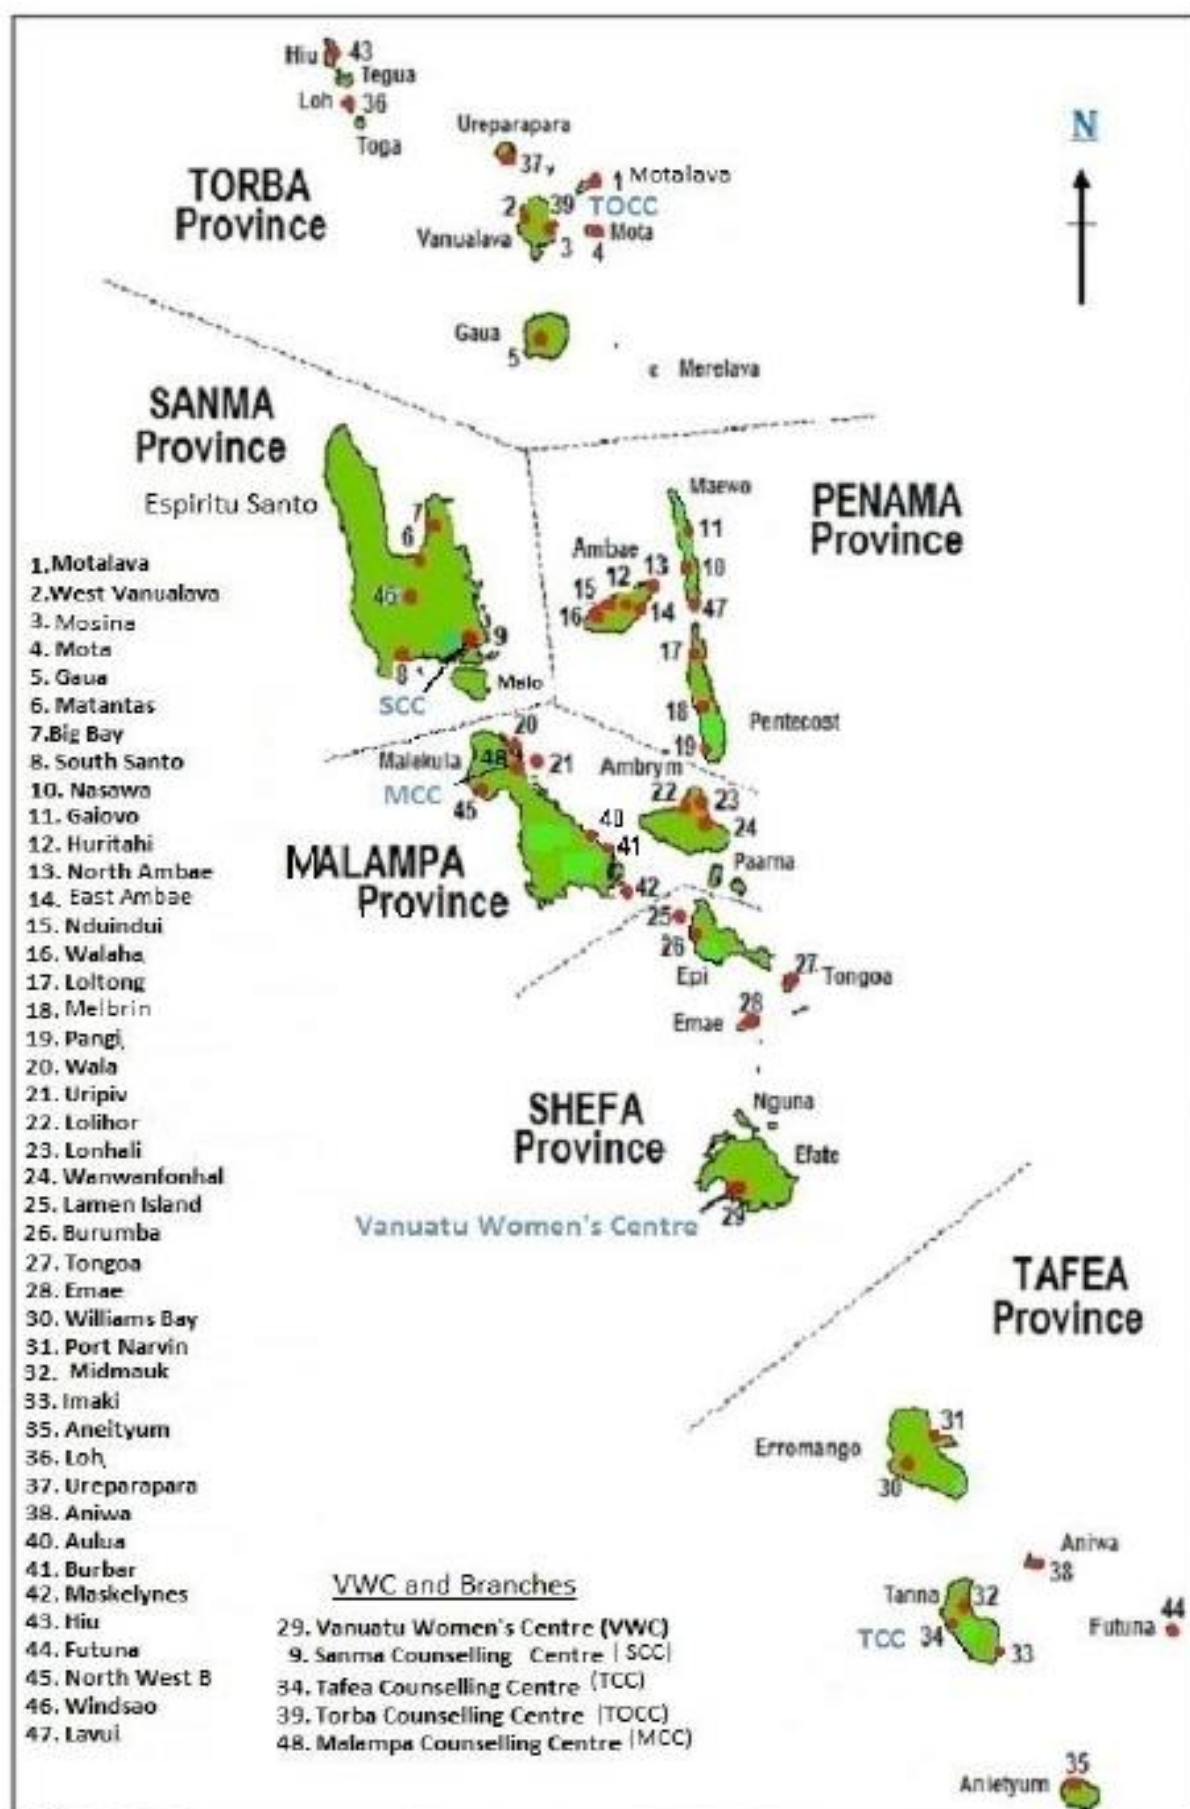 Hiu 43
Tegua
Loh 36
Toga
Ureparapara
37
N
TORBA
Province
1 Motalava
2 39 TOCC
Vanualava 3 4 Mota
Gaua
5
Merelava
SANMA
Province
Espiritu Santo
7
6
46
9
8
Malo
SCC
PENAMA
Province
Maewo
11
10
47
Ambae
13
12
15
14
16
17
18
Pentecost
19
20
Malekula 48 21
MCC
45
Ambrym
22 23
24
40
41
42
Paama
MALAMPA
Province
25
26
Epi
27 Tongoa
28
Emae
SHEFA
Province
Nguna
Efate
29
Vanuatu Women's Centre
TAFEA
Province
31
Erromango
30
Aniwa
38
Tanna 32
TCC 34 33
44
Futuna
35
Anietyum
1.Motalava
2.West Vanualava
3. Mosina
4. Mota
5. Gaua
6. Matantas
7.Big Bay
8. South Santo
10. Nasawa
11. Gaiovo
12. Huritahi
13. North Ambae
14. East Ambae
15. Nduindui
16. Walaha
17. Loltong
18. Melbrin
19. Pangi
20. Wala
21. Uripiv
22. Lolihor
23. Lonhali
24. Wanwanfonhal
25. Lamen Island
26. Burumba
27. Tongoa
28. Emae
30. Williams Bay
31. Port Narvin
32. Midmauk
33. Imaki
35. Aneityum
36. Loh
37. Ureparapara
38. Aniwa
40. Aulua
41. Burbar
42. Maskelynes
43. Hiu
44. Futuna
45. North West B
46. Windsao
47. Lavui
VWC and Branches
29. Vanuatu Women's Centre (VWC)
9. Sanma Counselling Centre (SCC)
34. Tafea Counselling Centre (TCC)
39. Torba Counselling Centre (TOCC)
48. Malampa Counselling Centre (MCC)